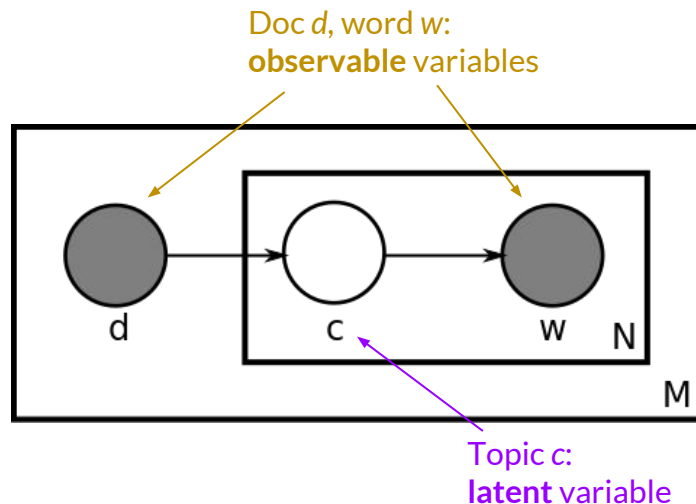 Doc d, word w:
observable variables
d
c
w
N
M
Topic c:
latent variable